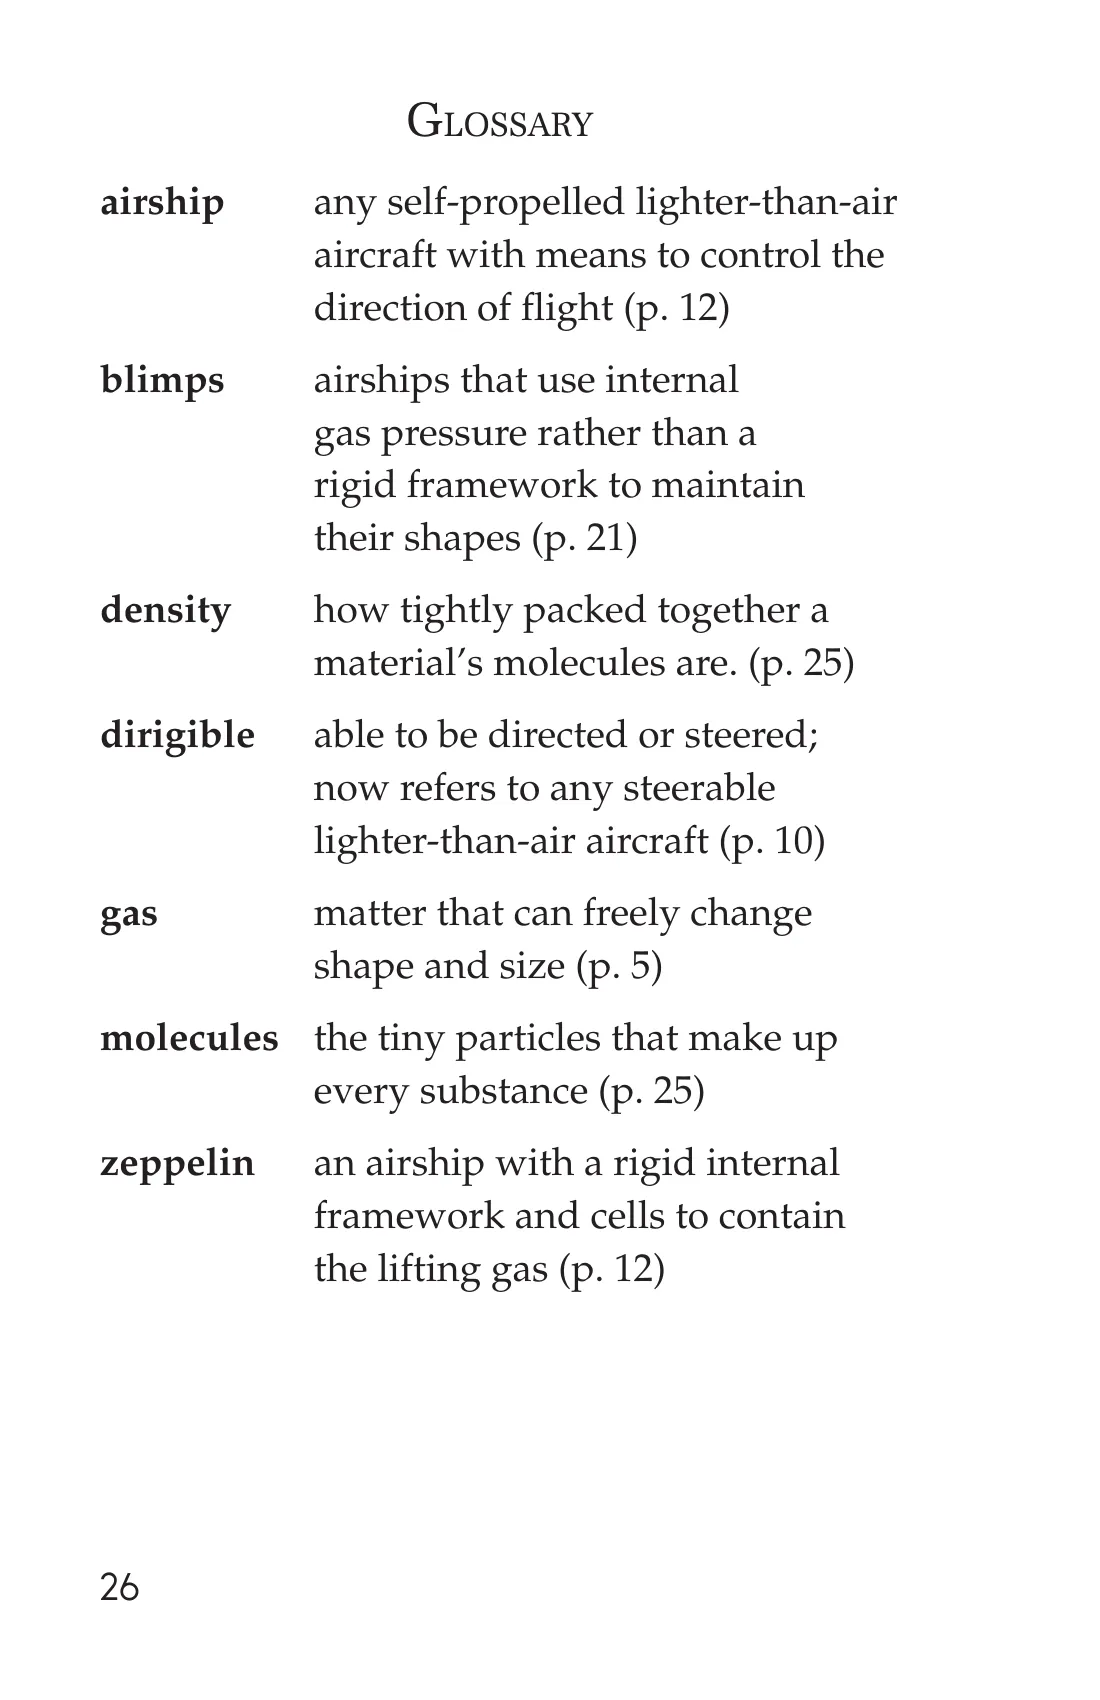 GLOSSARY
airship any self-propelled lighter-than-air
aircraft with means to control the
direction of flight (p. 12)
blimps airships that use internal
gas pressure rather than a
rigid framework to maintain
their shapes (p. 21)
density how tightly packed together a
material’s molecules are. (p. 25)
dirigible able to be directed or steered;
now refers to any steerable
lighter-than-air aircraft (p. 10)
gas matter that can freely change
shape and size (p. 5)
molecules the tiny particles that make up
every substance (p. 25)
zeppelin an airship with a rigid internal
framework and cells to contain
the lifting gas (p. 12)
26